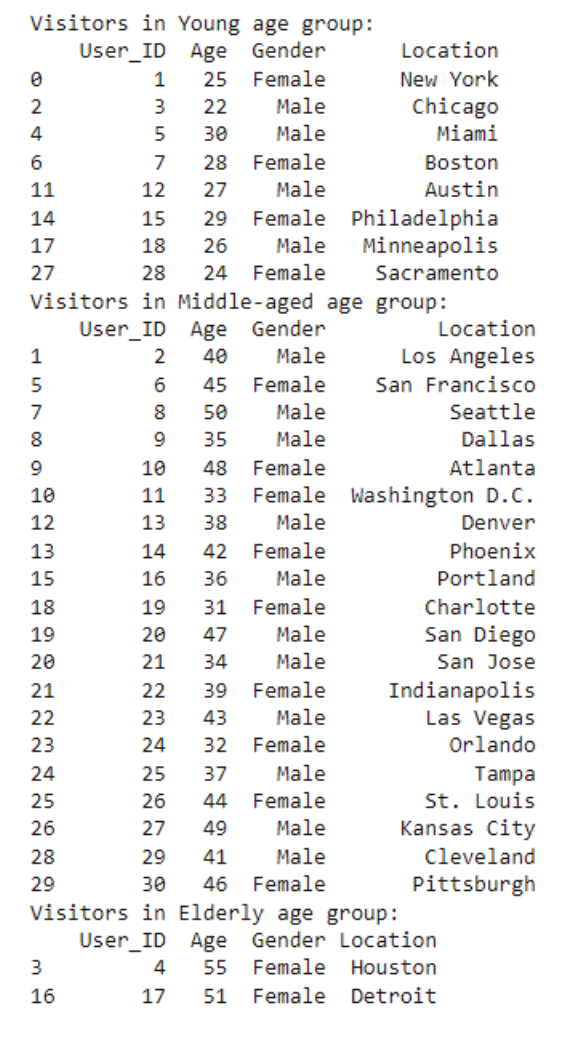 Visitors in Young age group:
    User_ID  Age  Gender      Location
0         1   25  Female      New York
2         3   22    Male       Chicago
4         5   30    Male         Miami
6         7   28  Female        Boston
11       12   27    Male        Austin
14       15   29  Female  Philadelphia
17       18   26    Male   Minneapolis
27       28   24  Female    Sacramento
Visitors in Middle-aged age group:
    User_ID  Age  Gender         Location
1         2   40    Male      Los Angeles
5         6   45  Female    San Francisco
7         8   50    Male          Seattle
8         9   35    Male           Dallas
9        10   48  Female          Atlanta
10       11   33  Female  Washington D.C.
12       13   38    Male           Denver
13       14   42  Female          Phoenix
15       16   36    Male         Portland
18       19   31  Female        Charlotte
19       20   47    Male        San Diego
20       21   34    Male         San Jose
21       22   39  Female     Indianapolis
22       23   43    Male        Las Vegas
23       24   32  Female          Orlando
24       25   37    Male            Tampa
25       26   44  Female        St. Louis
26       27   49    Male      Kansas City
28       29   41    Male        Cleveland
29       30   46  Female       Pittsburgh
Visitors in Elderly age group:
    User_ID  Age  Gender Location
3         4   55  Female  Houston
16       17   51  Female  Detroit